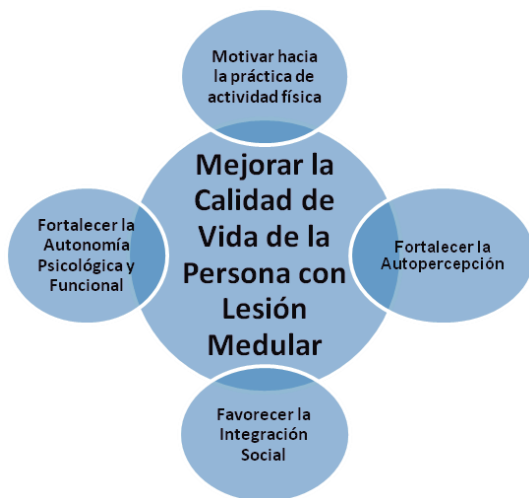 Motivar hacia
la práctica de
actividad física
Mejorar la
Calidad de
Vida de la
Persona con
Lesión
Medular
Fortalecer la
Autonomía
Psicológica y
Funcional
Fortalecer la
Autopercepción
Favorecer la
Integración
Social